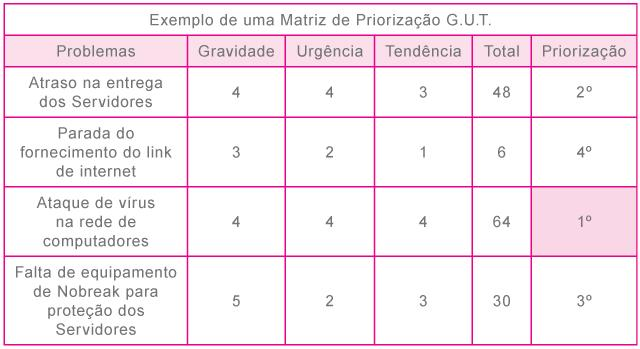 Exemplo de uma Matriz de Priorização G.U.T.
Problemas Gravidade Urgência Tendência Total Priorização
Atraso na entrega
dos Servidores
4 4 3 48 2º
Parada do
fornecimento do link
de internet
3 2 1 6 4º
Ataque de vírus
na rede de
computadores
4 4 4 64 1º
Falta de equipamento
de Nobreak para
proteção dos
Servidores
5 2 3 30 3º